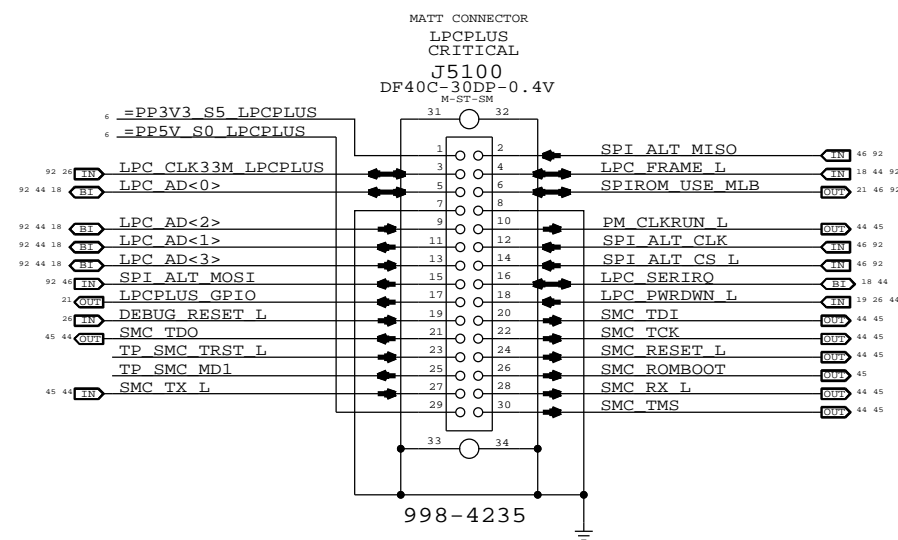 MATT CONNECTOR
LPCPLUS
CRITICAL
J5100
DF40C-30DP-0.4V
M-ST-SM
31 32
6 =PP3V3_S5_LPCPLUS
6 =PP5V_S0_LPCPLUS
1 2 SPI_ALT_MISO IN 46 92
92 26 IN LPC_CLK33M_LPCPLUS 3 4 LPC_FRAME_L IN 18 44 92
92 44 18 BI LPC_AD<0> 5 6 SPIROM_USE_MLB OUT 21 46 92
7 8
92 44 18 BI LPC_AD<2> 9 10 PM_CLKRUN_L OUT 44 45
92 44 18 BI LPC_AD<1> 11 12 SPI_ALT_CLK IN 46 92
92 44 18 BI LPC_AD<3> 13 14 SPI_ALT_CS_L IN 46 92
92 46 IN SPI_ALT_MOSI 15 16 LPC_SERIRQ BI 18 44
21 OUT LPCPLUS_GPIO 17 18 LPC_PWRDWN_L IN 19 26 44
26 IN DEBUG_RESET_L 19 20 SMC_TDI OUT 44 45
45 44 OUT SMC_TDO 21 22 SMC_TCK OUT 44 45
TP_SMC_TRST_L 23 24 SMC_RESET_L OUT 44 45
TP_SMC_MD1 25 26 SMC_ROMBOOT OUT 45
45 44 IN SMC_TX_L 27 28 SMC_RX_L OUT 44 45
29 30 SMC_TMS OUT 44 45
33 34
998-4235